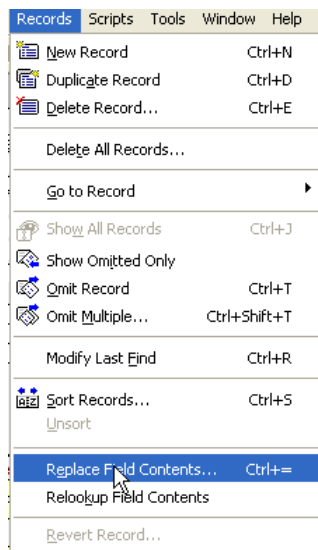 Records Scripts Tools Window Help
New Record Ctrl+N
Duplicate Record Ctrl+D
Delete Record... Ctrl+E
Delete All Records...
Go to Record
Show All Records Ctrl+J
Show Omitted Only
Omit Record Ctrl+T
Omit Multiple... Ctrl+Shift+T
Modify Last Find Ctrl+R
Sort Records... Ctrl+S
Unsort
Replace Field Contents... Ctrl+=
Relookup Field Contents
Revert Record...